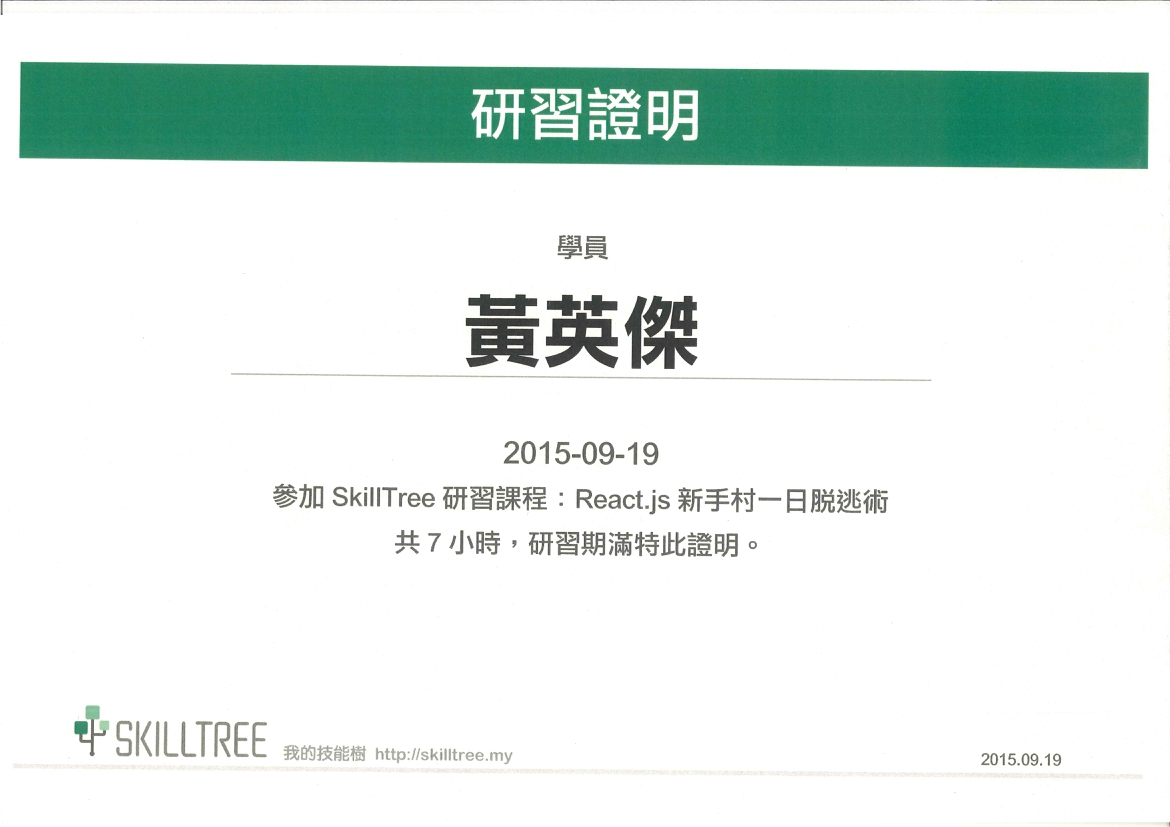 研習證明
學員
黃英傑
2015-09-19
參加 SkillTree 研習課程：React.js 新手村一日脱逃術
共 7 小時，研習期滿特此證明。
SKILLTREE 我的技能樹 http://skilltree.my
2015.09.19